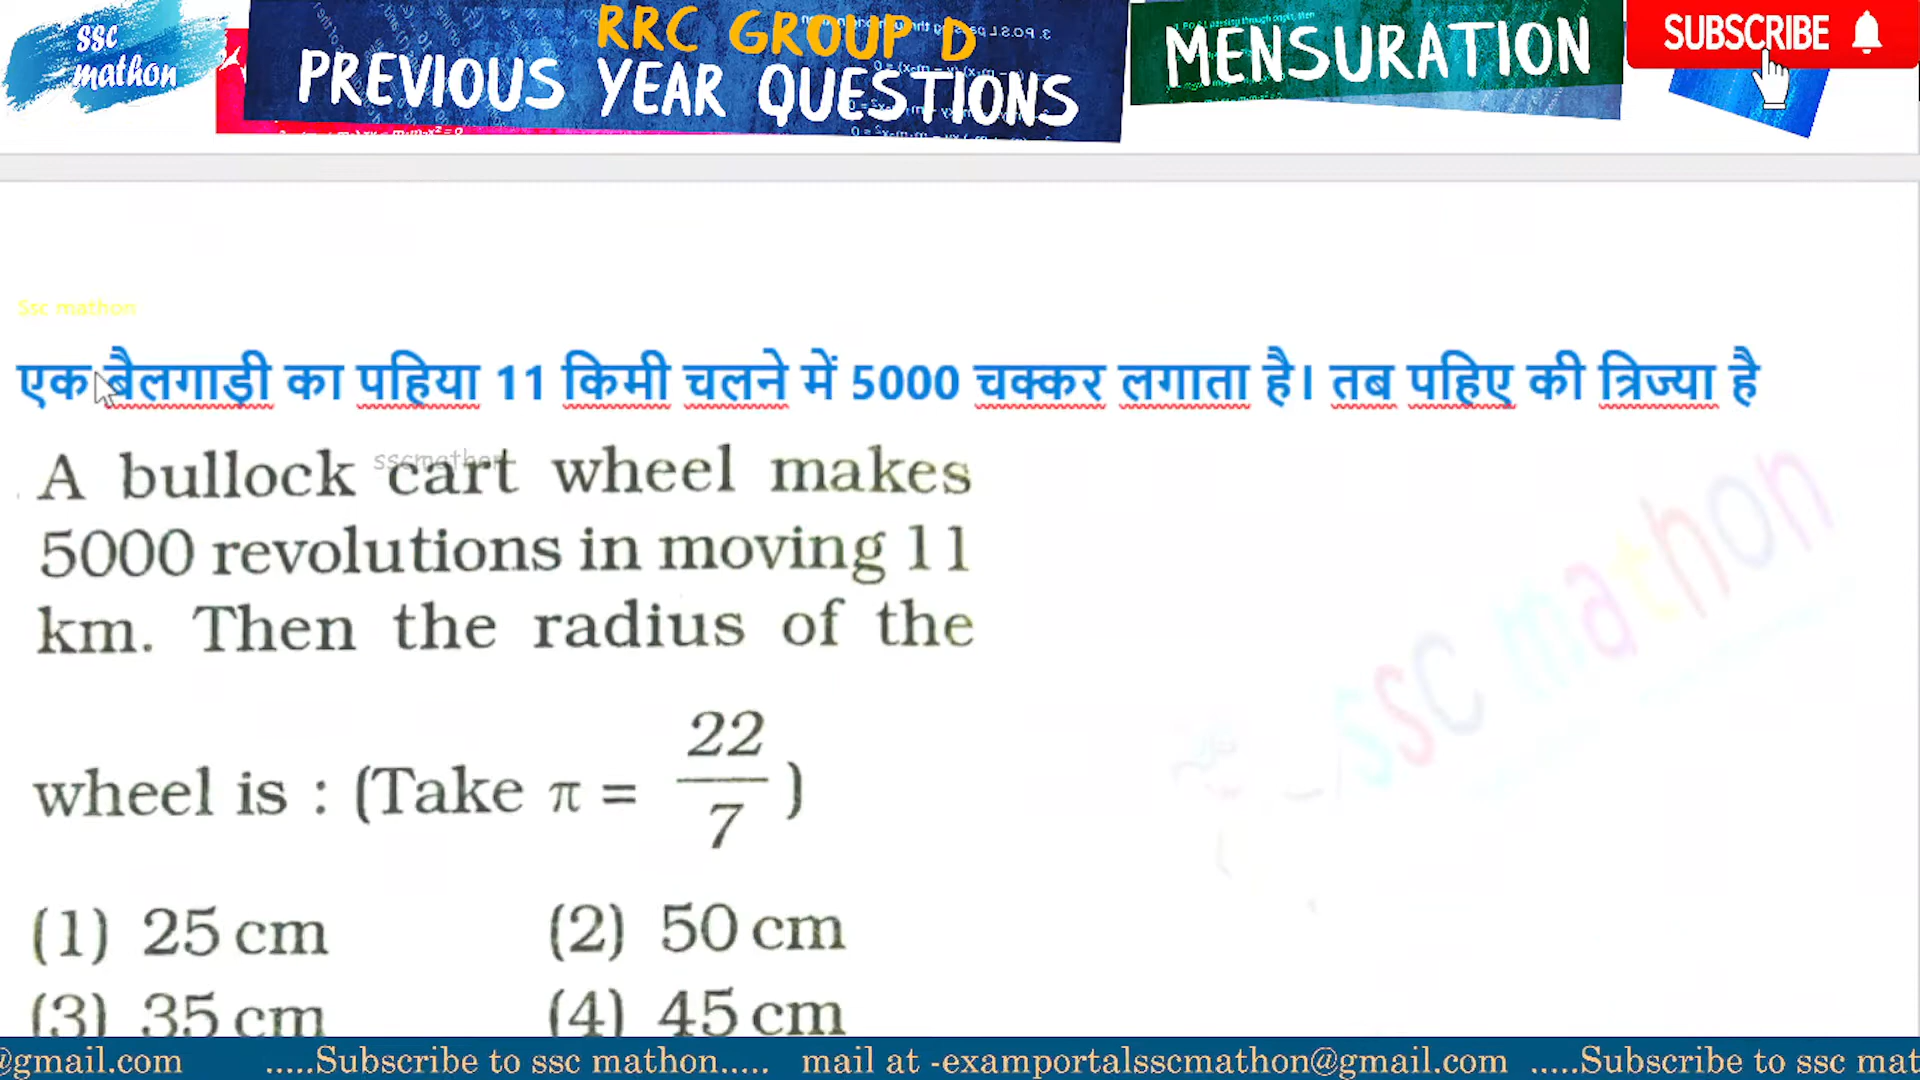 ssc
mathon
RRC GROUP D
PREVIOUS YEAR QUESTIONS
MENSURATION
SUBSCRIBE
Ssc mathon
एक बैलगाड़ी का पहिया 11 किमी चलने में 5000 चक्कर लगाता है। तब पहिए की त्रिज्या है
sscmathon
A bullock cart wheel makes
5000 revolutions in moving 11
km. Then the radius of the
wheel is : (Take π = 22/7)
(1) 25 cm (2) 50 cm
(3) 35 cm (4) 45 cm
ssc mathon
@gmail.com .....Subscribe to ssc mathon..... mail at -examportalsscmathon@gmail.com .....Subscribe to ssc mat